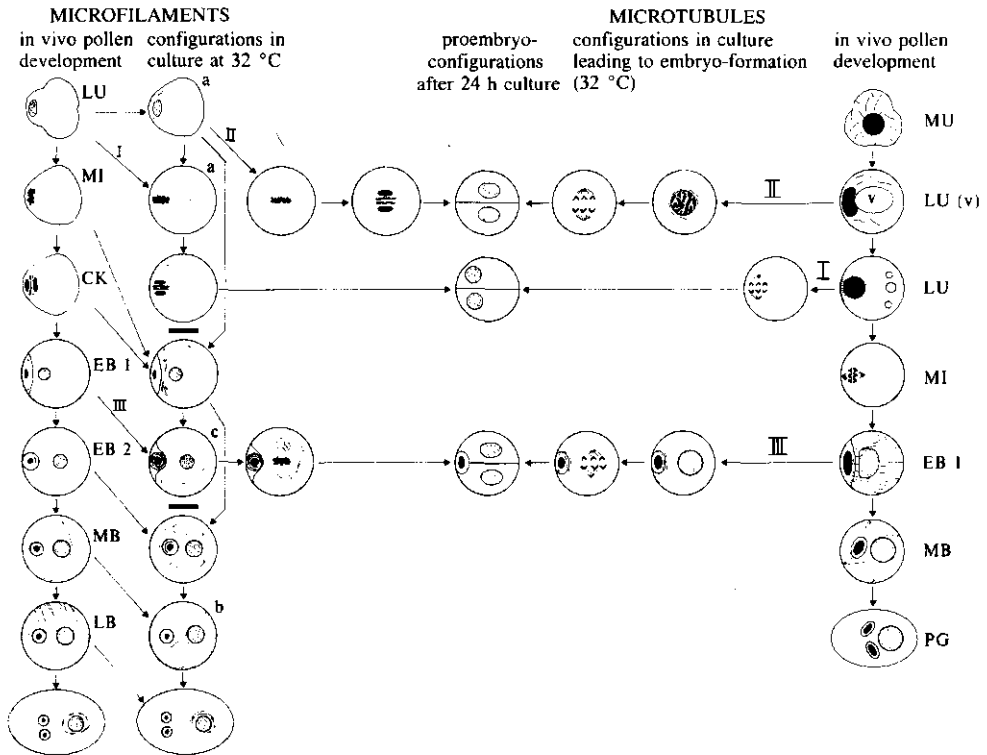 MICROFILAMENTS
in vivo pollen development
configurations in culture at 32 °C
MICROTUBULES
proembryo-configurations after 24 h culture
configurations in culture leading to embryo-formation (32 °C)
in vivo pollen development
LU
a
II
I
MU
MI
a
II
v
LU (v)
CK
I
LU
EB 1
MI
III
EB 2
c
III
EB 1
MB
MB
LB
b
PG